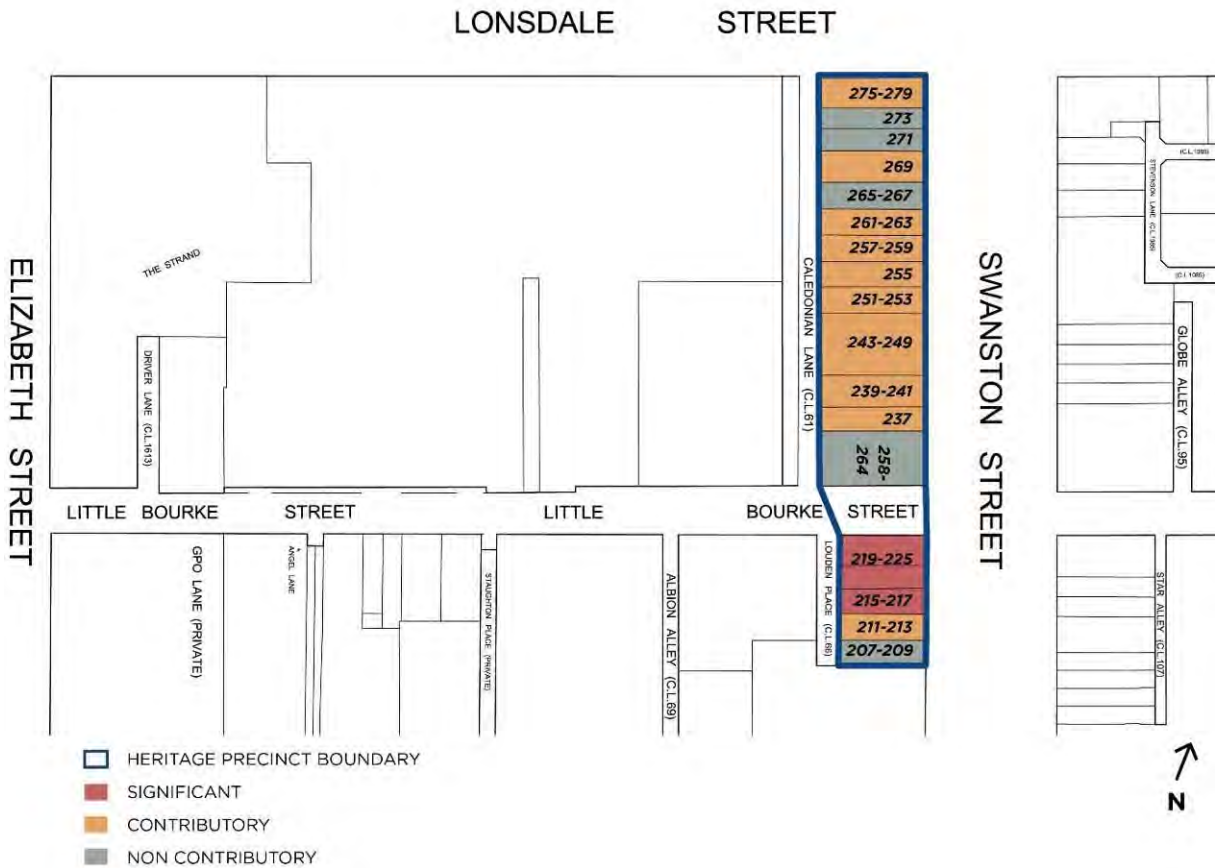 LONSDALE STREET
275-279
273
271
269
265-267
261-263
257-259
255
251-253
243-249
239-241
237
258-
264
CALEDONIAN LANE (C.L.61)
SWANSTON STREET
ELIZABETH STREET
THE STRAND
DRIVER LANE (C.L.1613)
STEVENSON LANE
GLOBE ALLEY (C.L.95)
LITTLE BOURKE STREET LITTLE BOURKE STREET
GPO LANE (PRIVATE)
ANGEL LANE
STAUGHTON PLACE (PRIVATE)
ALBION ALLEY (C.L.69)
LOUDEN PLACE (C.L.66)
219-225
215-217
211-213
207-209
STAR ALLEY (C.L.107)
HERITAGE PRECINCT BOUNDARY
SIGNIFICANT
CONTRIBUTORY
NON CONTRIBUTORY
N